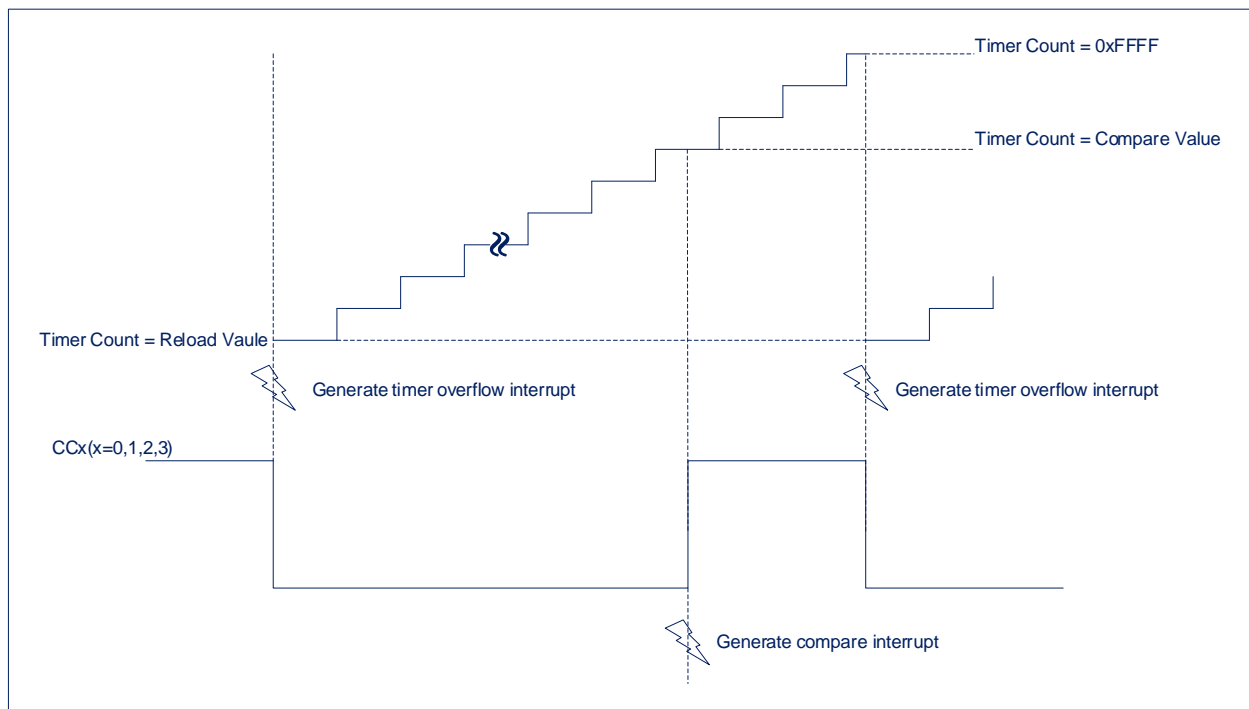 Timer Count = 0xFFFF
Timer Count = Compare Value
Timer Count = Reload Vaule
Generate timer overflow interrupt
Generate timer overflow interrupt
CCx(x=0,1,2,3)
Generate compare interrupt